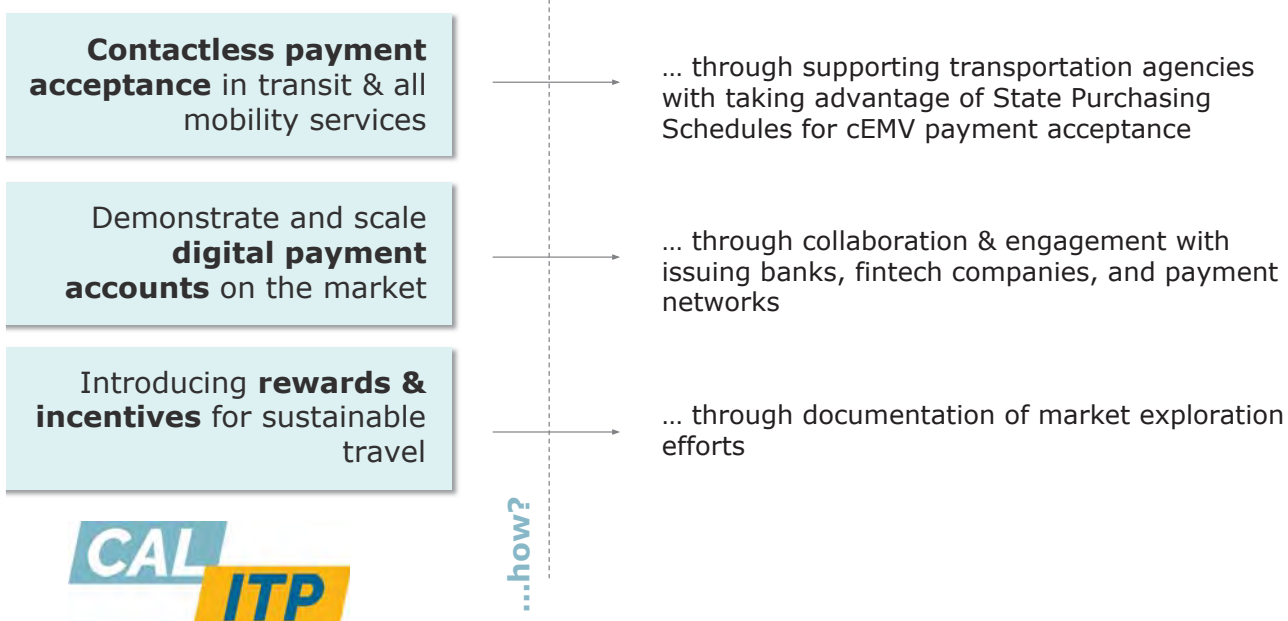 Contactless payment
acceptance in transit & all
mobility services
… through supporting transportation agencies
with taking advantage of State Purchasing
Schedules for cEMV payment acceptance
Demonstrate and scale
digital payment
accounts on the market
… through collaboration & engagement with
issuing banks, fintech companies, and payment
networks
Introducing rewards &
incentives for sustainable
travel
… through documentation of market exploration
efforts
...how?
CAL
ITP